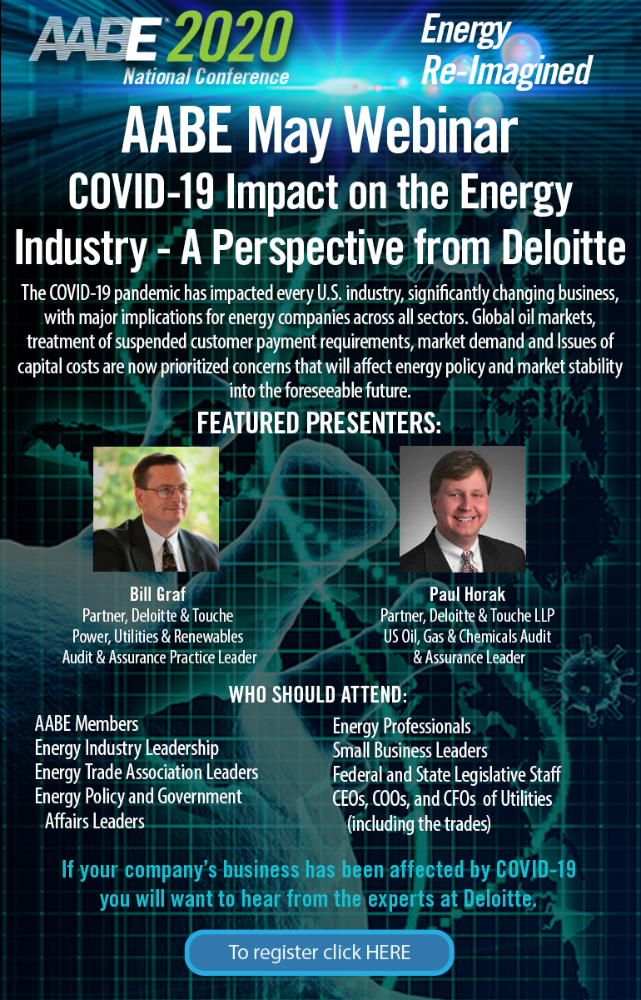 AABE® 2020
National Conference
Energy
Re-Imagined
AABE May Webinar
COVID-19 Impact on the Energy
Industry - A Perspective from Deloitte
The COVID-19 pandemic has impacted every U.S. industry, significantly changing business,
with major implications for energy companies across all sectors. Global oil markets,
treatment of suspended customer payment requirements, market demand and Issues of
capital costs are now prioritized concerns that will affect energy policy and market stability
into the foreseeable future.
FEATURED PRESENTERS:
Bill Graf
Partner, Deloitte & Touche
Power, Utilities & Renewables
Audit & Assurance Practice Leader
Paul Horak
Partner, Deloitte & Touche LLP
US Oil, Gas & Chemicals Audit
& Assurance Leader
WHO SHOULD ATTEND:
AABE Members
Energy Industry Leadership
Energy Trade Association Leaders
Energy Policy and Government
Affairs Leaders
Energy Professionals
Small Business Leaders
Federal and State Legislative Staff
CEOs, COOs, and CFOs of Utilities
(including the trades)
If your company's business has been affected by COVID-19
you will want to hear from the experts at Deloitte.
To register click HERE